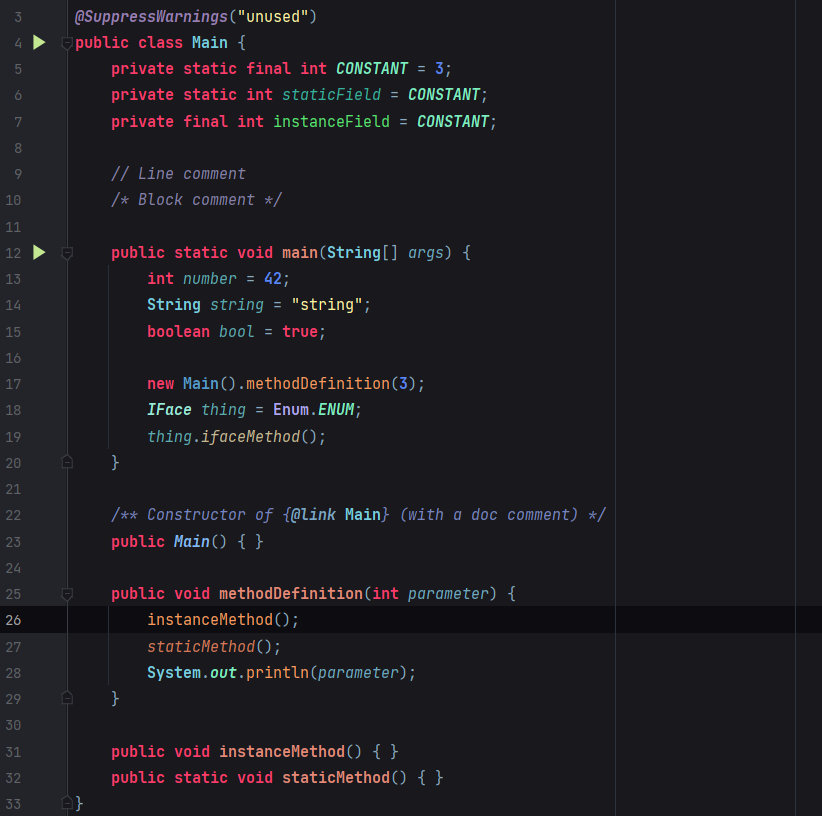 3 @SuppressWarnings("unused")
4 public class Main {
5     private static final int CONSTANT = 3;
6     private static int staticField = CONSTANT;
7     private final int instanceField = CONSTANT;
8
9     // Line comment
10     /* Block comment */
11
12     public static void main(String[] args) {
13         int number = 42;
14         String string = "string";
15         boolean bool = true;
16
17         new Main().methodDefinition(3);
18         IFace thing = Enum.ENUM;
19         thing.ifaceMethod();
20     }
21
22     /** Constructor of {@link Main} (with a doc comment) */
23     public Main() { }
24
25     public void methodDefinition(int parameter) {
26         instanceMethod();
27         staticMethod();
28         System.out.println(parameter);
29     }
30
31     public void instanceMethod() { }
32     public static void staticMethod() { }
33 }